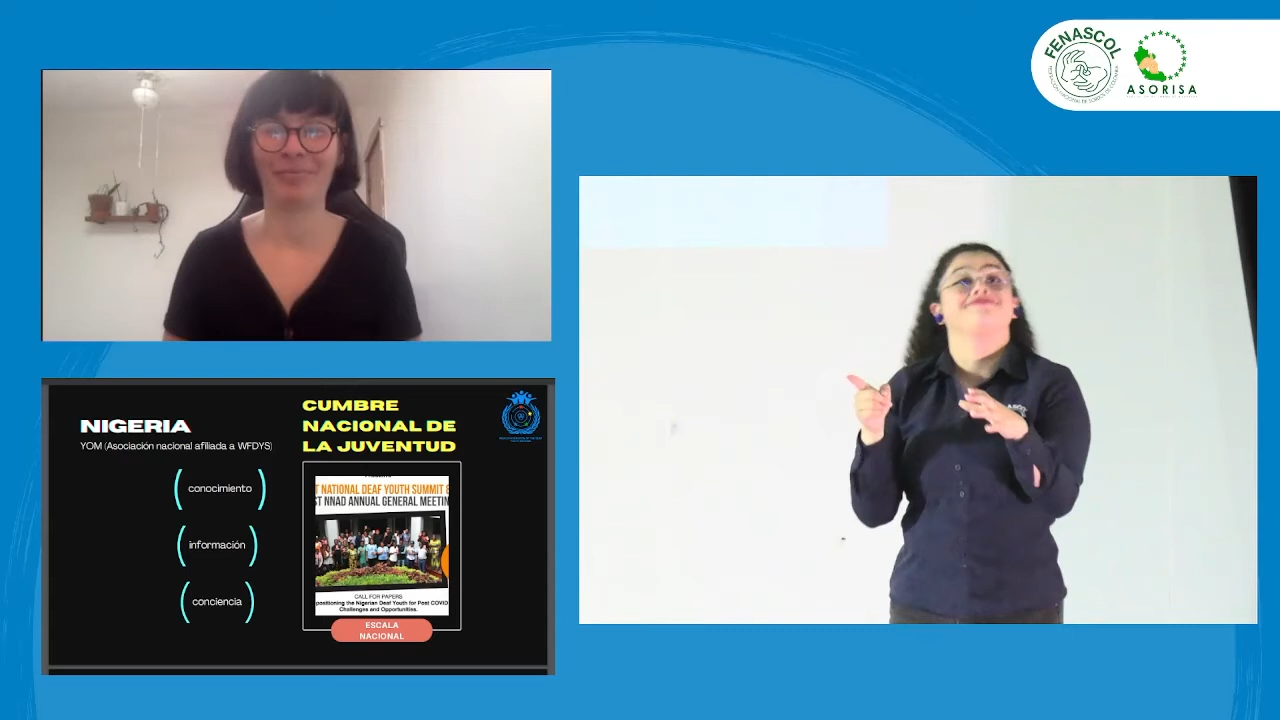 FENASCOL
ASORISA
NIGERIA
YOM (Asociación nacional afiliada a WFDYS)
conocimiento
información
conciencia
CUMBRE
NACIONAL DE
LA JUVENTUD
T NATIONAL DEAF YOUTH SUMMIT &
ST NNAD ANNUAL GENERAL MEETIN
CALL FOR PAPERS
positioning the Nigerian Deaf Youth for Post COVID
Challenges and Opportunities.
ESCALA
NACIONAL